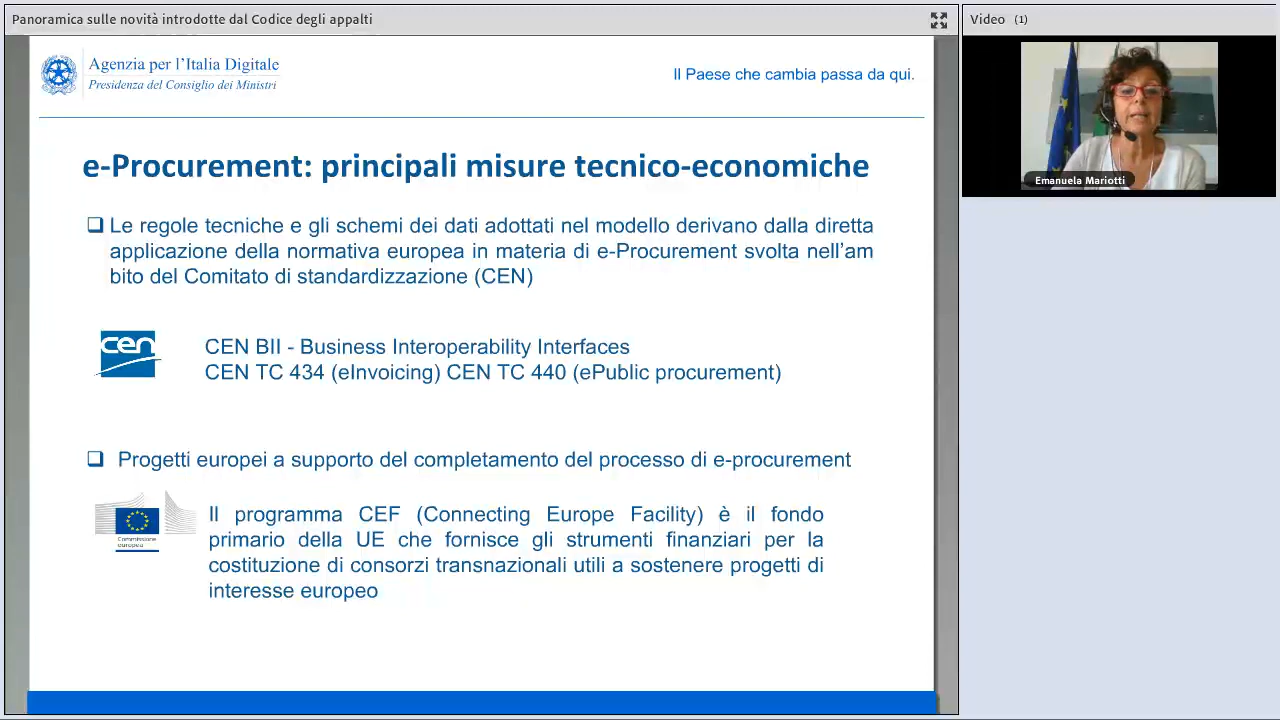 Panoramica sulle novità introdotte dal Codice degli appalti
Video (1)
Agenzia per l'Italia Digitale
Presidenza del Consiglio dei Ministri
Il Paese che cambia passa da qui.
Emanuela Mariotti
e-Procurement: principali misure tecnico-economiche
Le regole tecniche e gli schemi dei dati adottati nel modello derivano dalla diretta
applicazione della normativa europea in materia di e-Procurement svolta nell'am
bito del Comitato di standardizzazione (CEN)
cen
CEN BII - Business Interoperability Interfaces
CEN TC 434 (eInvoicing) CEN TC 440 (ePublic procurement)
Progetti europei a supporto del completamento del processo di e-procurement
Commissione
europea
Il programma CEF (Connecting Europe Facility) è il fondo
primario della UE che fornisce gli strumenti finanziari per la
costituzione di consorzi transnazionali utili a sostenere progetti di
interesse europeo